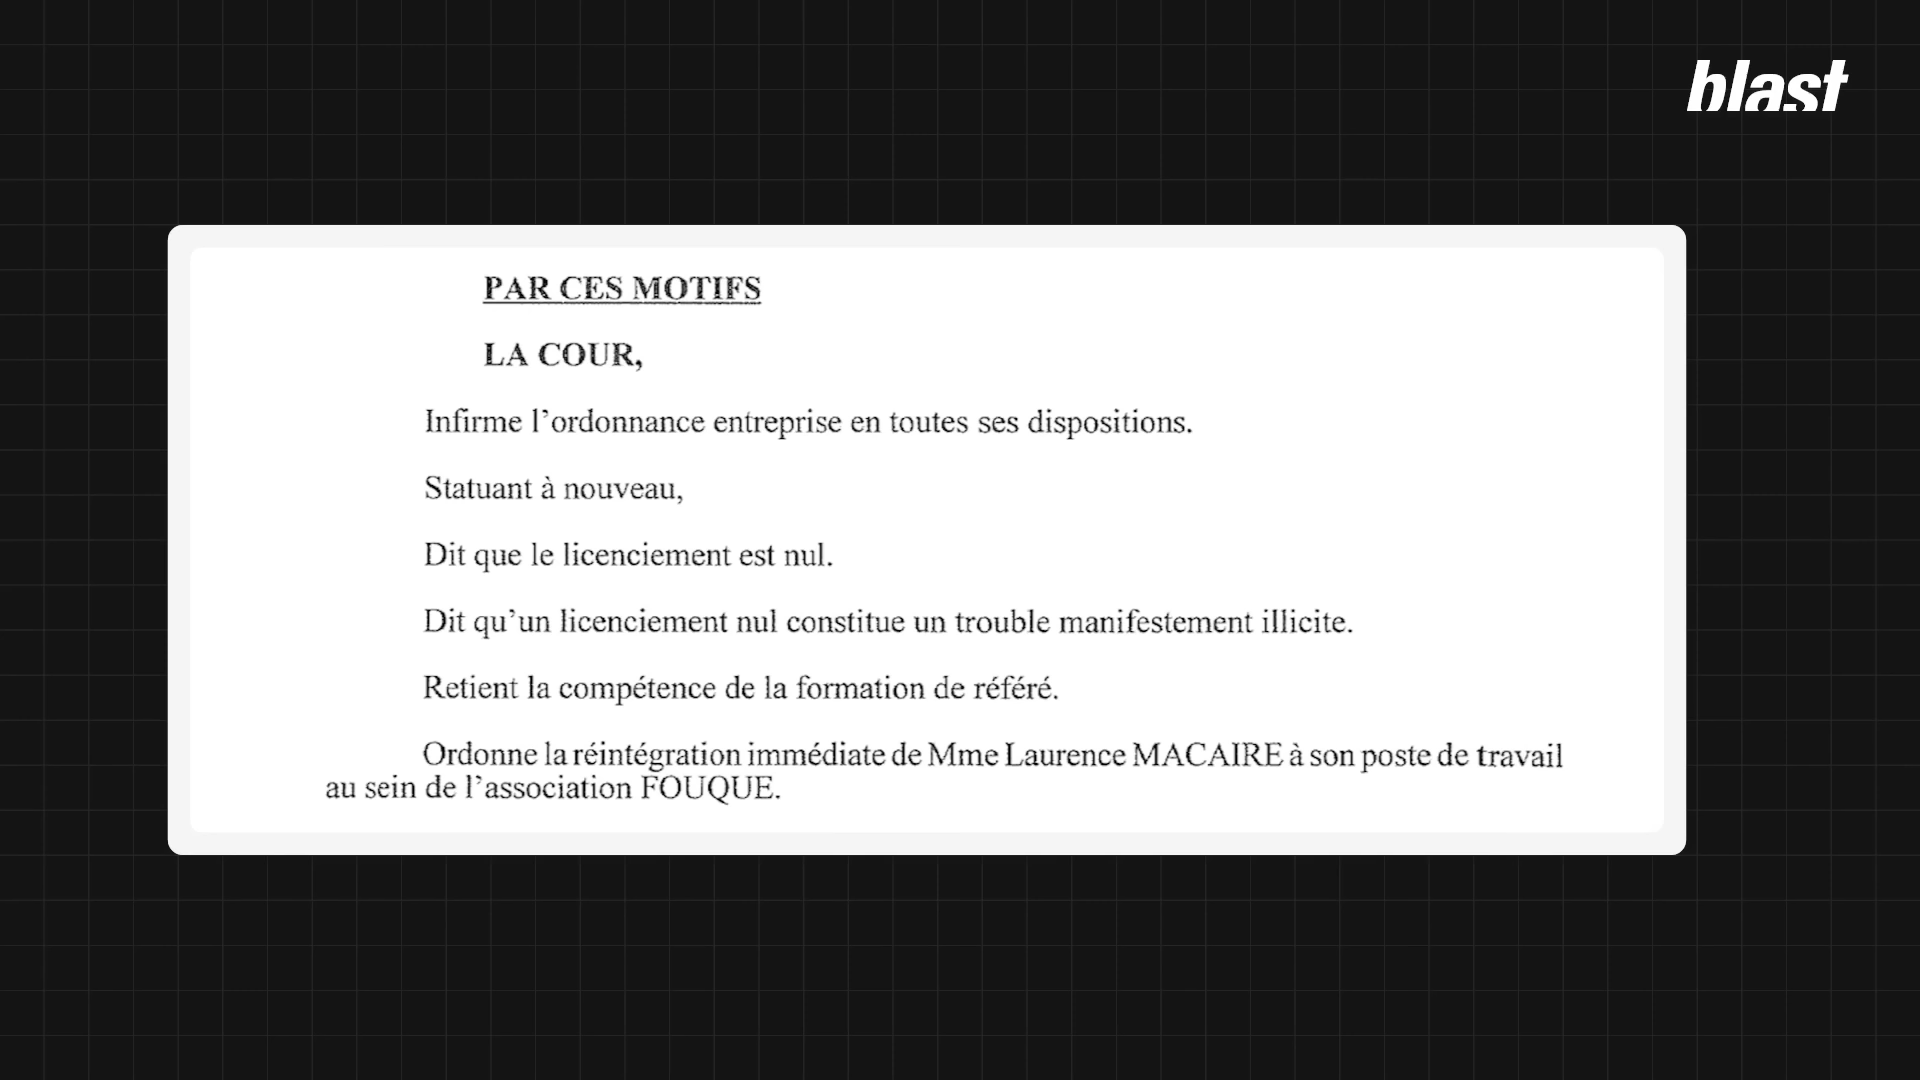 blast
PAR CES MOTIFS
LA COUR,
Infirme l’ordonnance entreprise en toutes ses dispositions.
Statuant à nouveau,
Dit que le licenciement est nul.
Dit qu’un licenciement nul constitue un trouble manifestement illicite.
Retient la compétence de la formation de référé.
Ordonne la réintégration immédiate de Mme Laurence MACAIRE à son poste de travail
au sein de l’association FOUQUE.